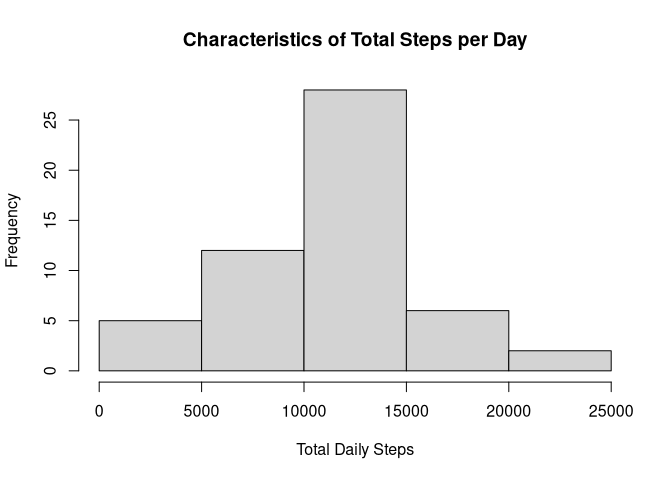 Characteristics of Total Steps per Day
Frequency
25
20
15
10
5
0
0 5000 10000 15000 20000 25000
Total Daily Steps